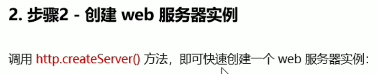 2. 步骤2 - 创建 web 服务器实例
调用 http.createServer() 方法，即可快速创建一个 web 服务器实例：